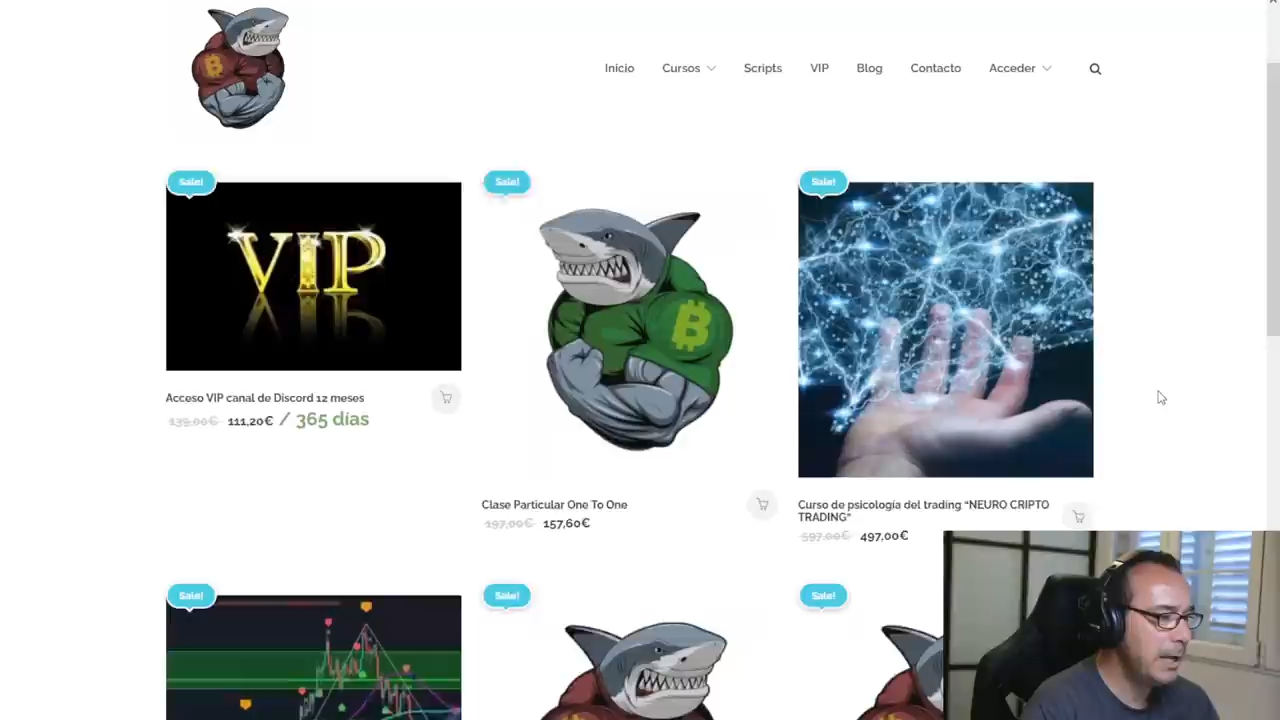 Inicio
Cursos
Scripts
VIP
Blog
Contacto
Acceder
Sale!
Sale!
Sale!
VIP
Acceso VIP canal de Discord 12 meses
139,00€ 111,20€ / 365 días
Clase Particular One To One
197,00€ 157,60€
Curso de psicología del trading “NEURO CRIPTO
TRADING”
597,00€ 497,00€
Sale!
Sale!
Sale!